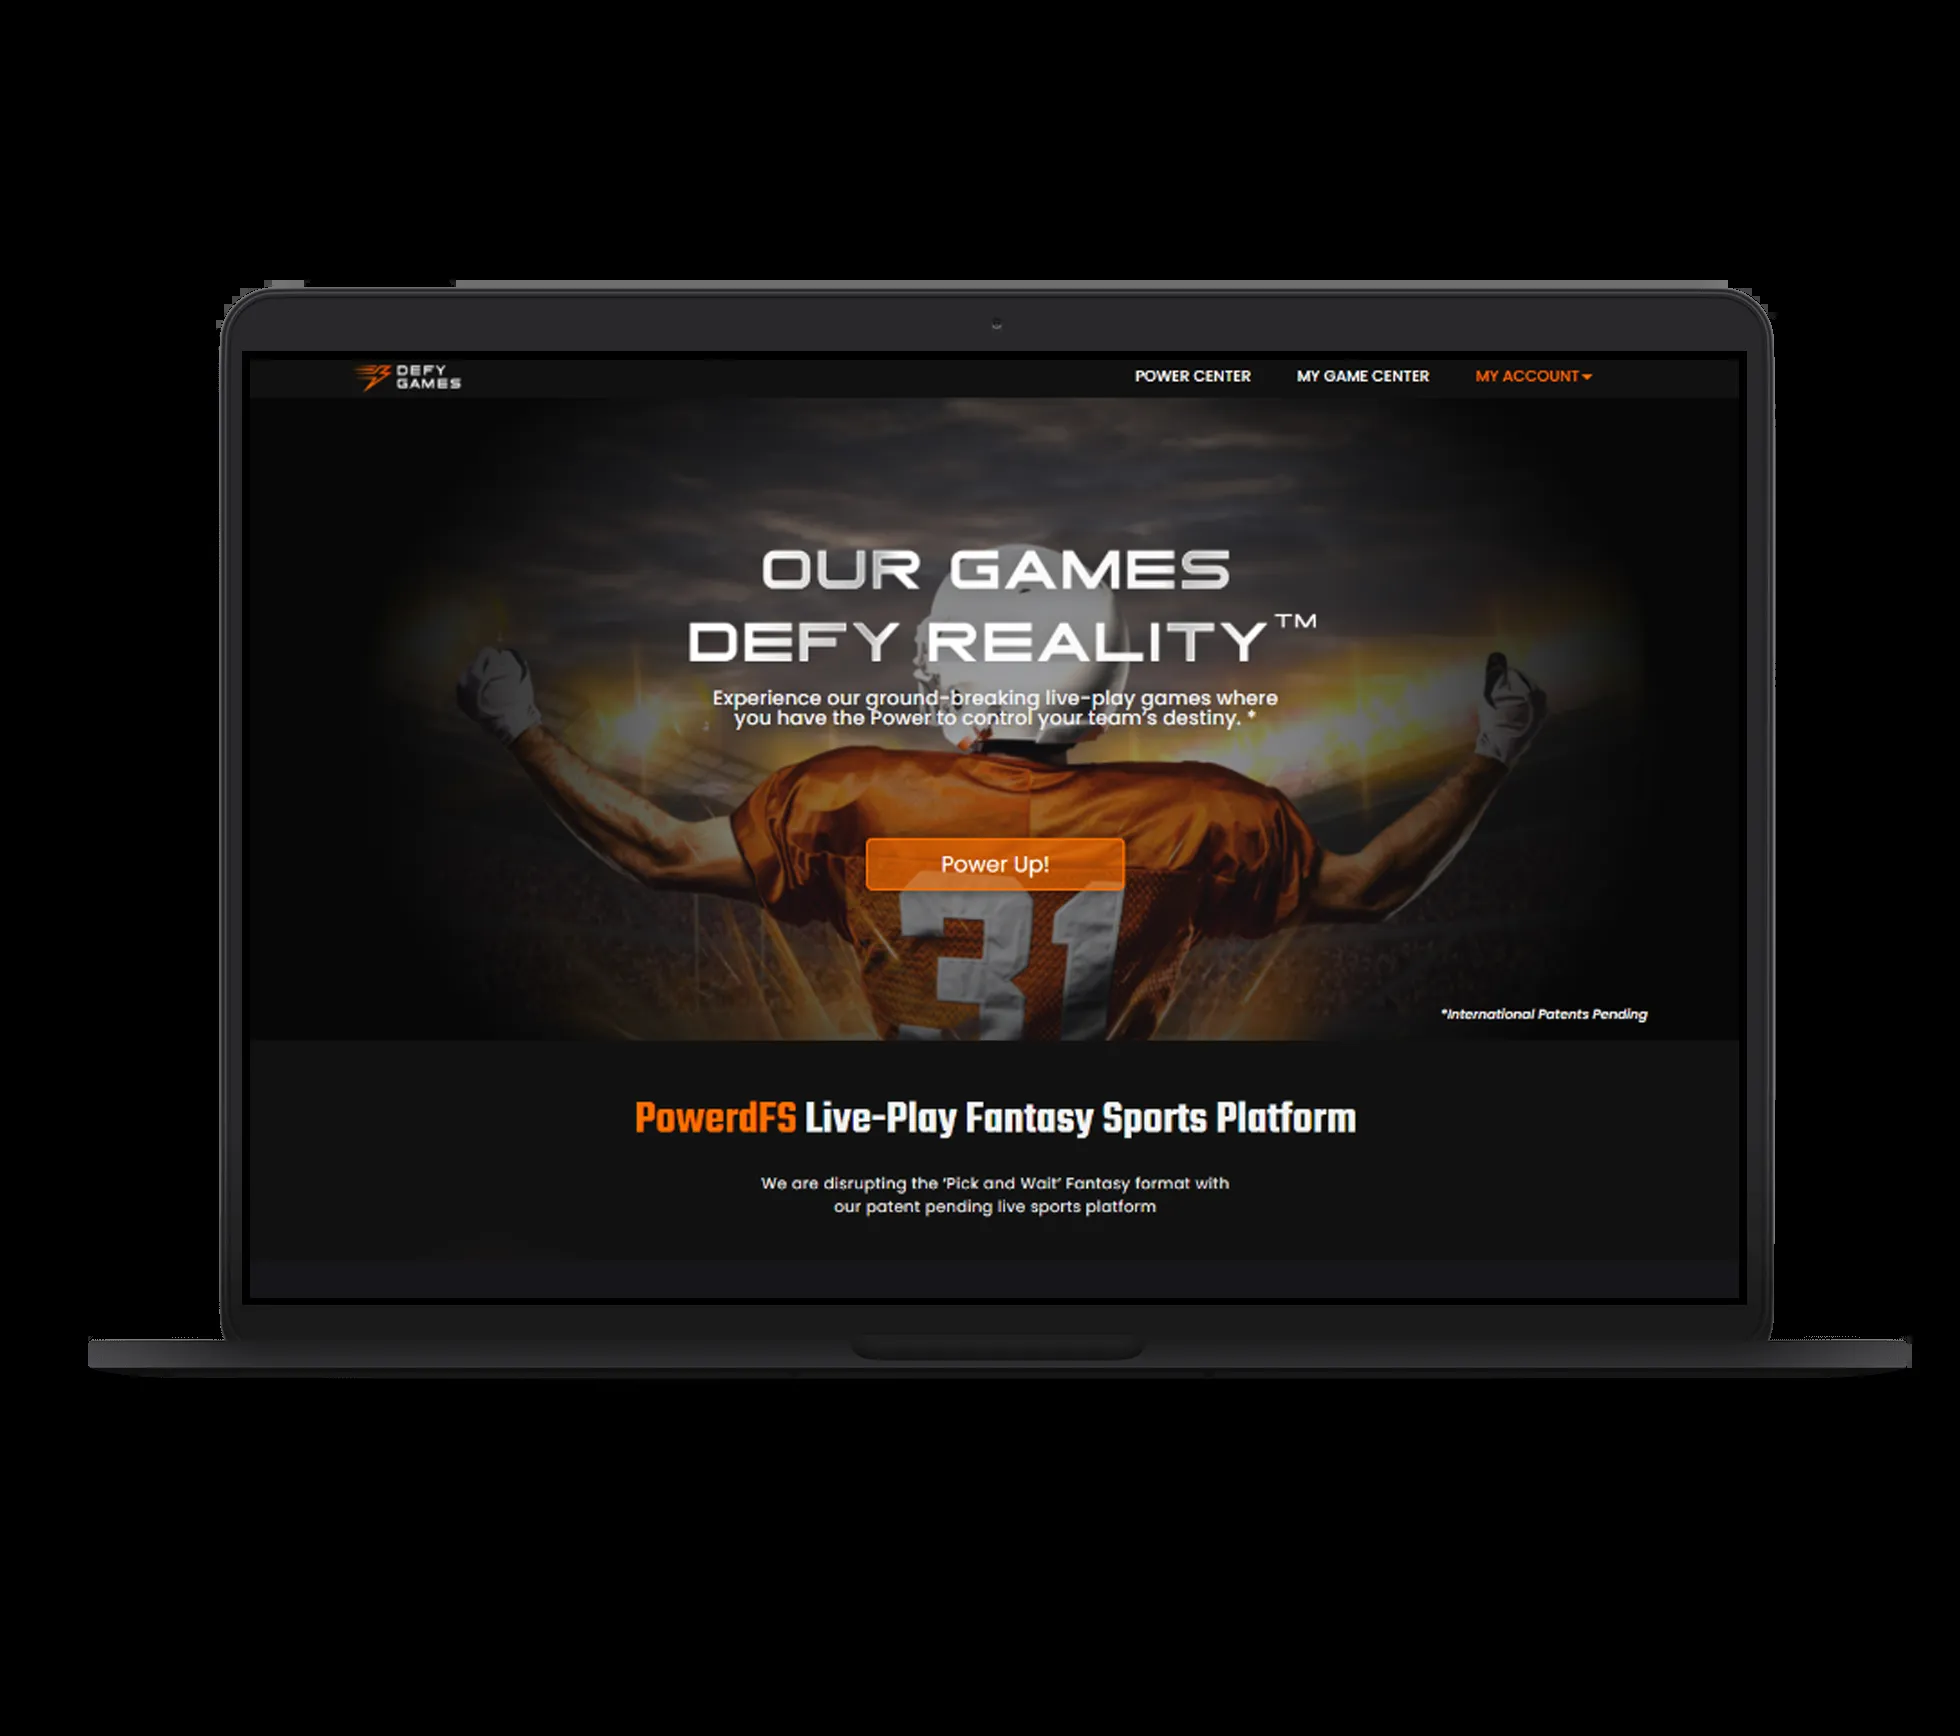 DEFY
GAMES
POWER CENTER
MY GAME CENTER
MY ACCOUNT
OUR GAMES
DEFY REALITY™
Experience our ground-breaking live-play games where
you have the Power to control your team's destiny. *
Power Up!
31
*International Patents Pending
PowerdFS Live-Play Fantasy Sports Platform
We are disrupting the 'Pick and Wait' Fantasy format with
our patent pending live sports platform